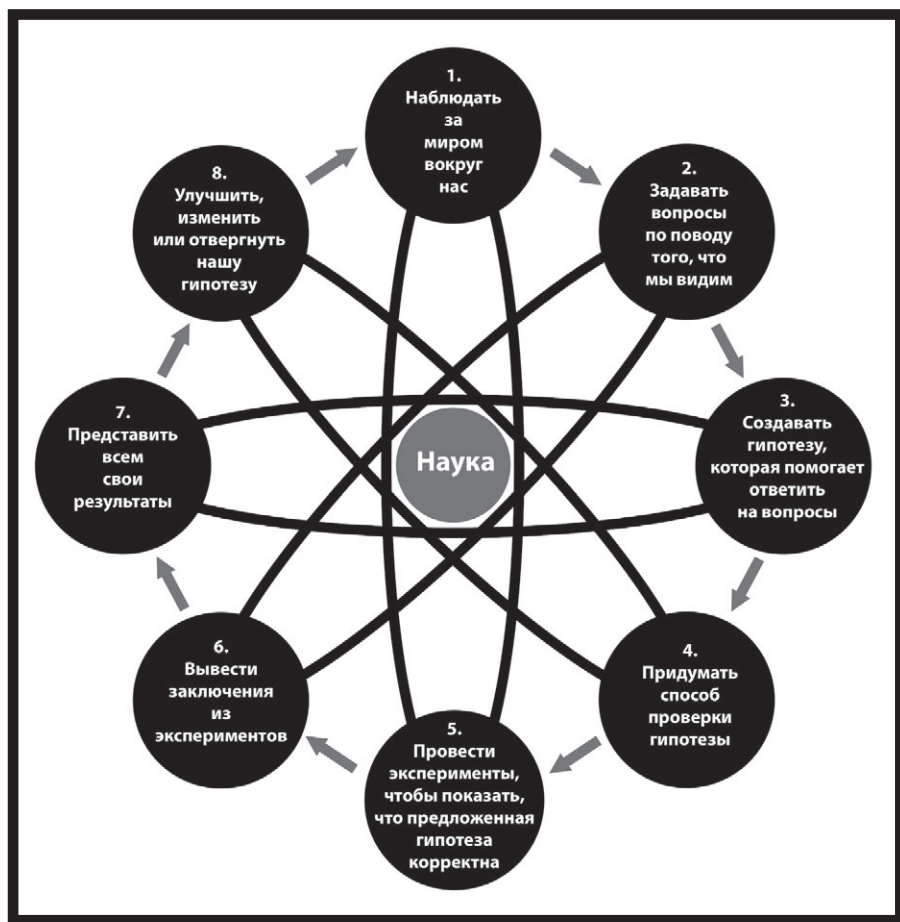 1.
Наблюдать
за
миром
вокруг
нас
2.
Задавать
вопросы
по поводу
того, что
мы видим
3.
Создавать
гипотезу,
которая помогает
ответить
на вопросы
4.
Придумать
способ
проверки
гипотезы
5.
Провести
эксперименты,
чтобы показать,
что предложенная
гипотеза
корректна
6.
Вывести
заключения
из
экспериментов
7.
Представить
всем
свои
результаты
8.
Улучшить,
изменить
или отвергнуть
нашу
гипотезу
Наука